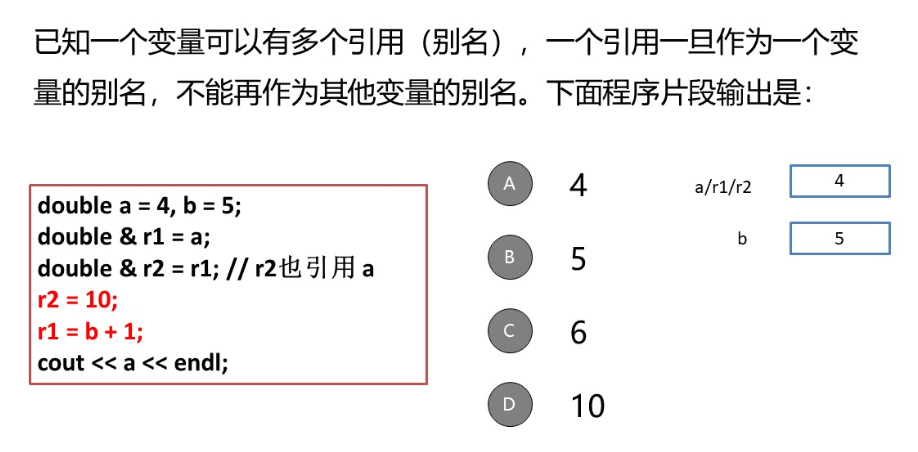 已知一个变量可以有多个引用（别名），一个引用一旦作为一个变
量的别名，不能再作为其他变量的别名。下面程序片段输出是：
double a = 4, b = 5;
double & r1 = a;
double & r2 = r1; // r2也引用 a
r2 = 10;
r1 = b + 1;
cout << a << endl;
A 4
B 5
C 6
D 10
a/r1/r2 4
b 5